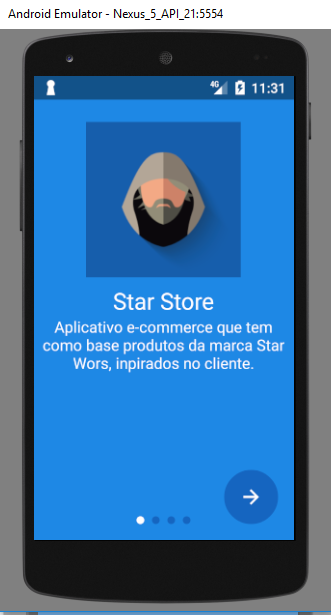 Android Emulator - Nexus_5_API_21:5554
4G 11:31
Star Store
Aplicativo e-commerce que tem
como base produtos da marca Star
Wors, inpirados no cliente.